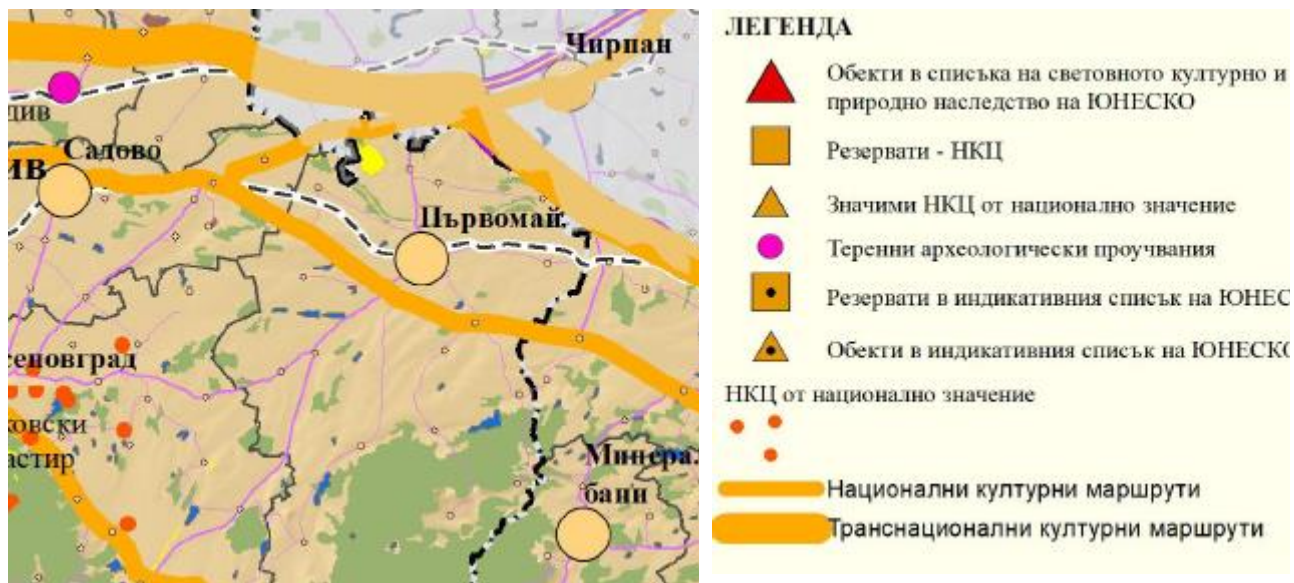 Чирпан
див
Садово
ив
Първомай
сеновград
ковски
астир
Минерал
бани
ЛЕГЕНДА
Обекти в списъка на световното културно и
природно наследство на ЮНЕСКО
Резервати - НКЦ
Значими НКЦ от национално значение
Теренни археологически проучвания
Резервати в индикативния списък на ЮНЕС
Обекти в индикативния списък на ЮНЕСКО
НКЦ от национално значение
Национални културни маршрути
Транснационални културни маршрути